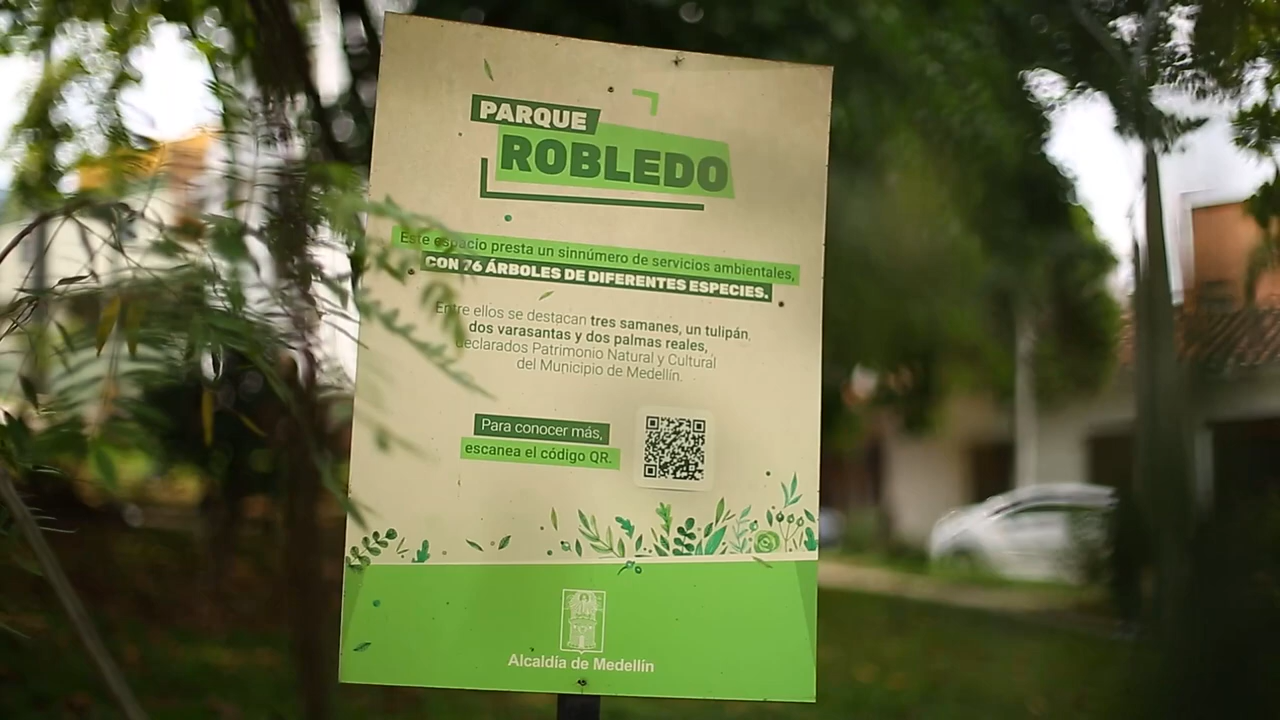 PARQUE
ROBLEDO
Este espacio presta un sinnúmero de servicios ambientales,
CON 76 ÁRBOLES DE DIFERENTES ESPECIES.
Entre ellos se destacan tres samanes, un tulipán,
dos varasantas y dos palmas reales,
declarados Patrimonio Natural y Cultural
del Municipio de Medellín.
Para conocer más,
escanea el código QR.
Alcaldía de Medellín